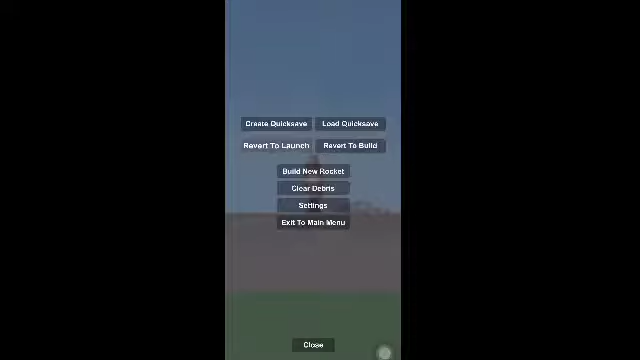 Create Quicksave Load Quicksave
Revert To Launch Revert To Build
Build New Rocket
Clear Debris
Settings
Exit To Main Menu
Close